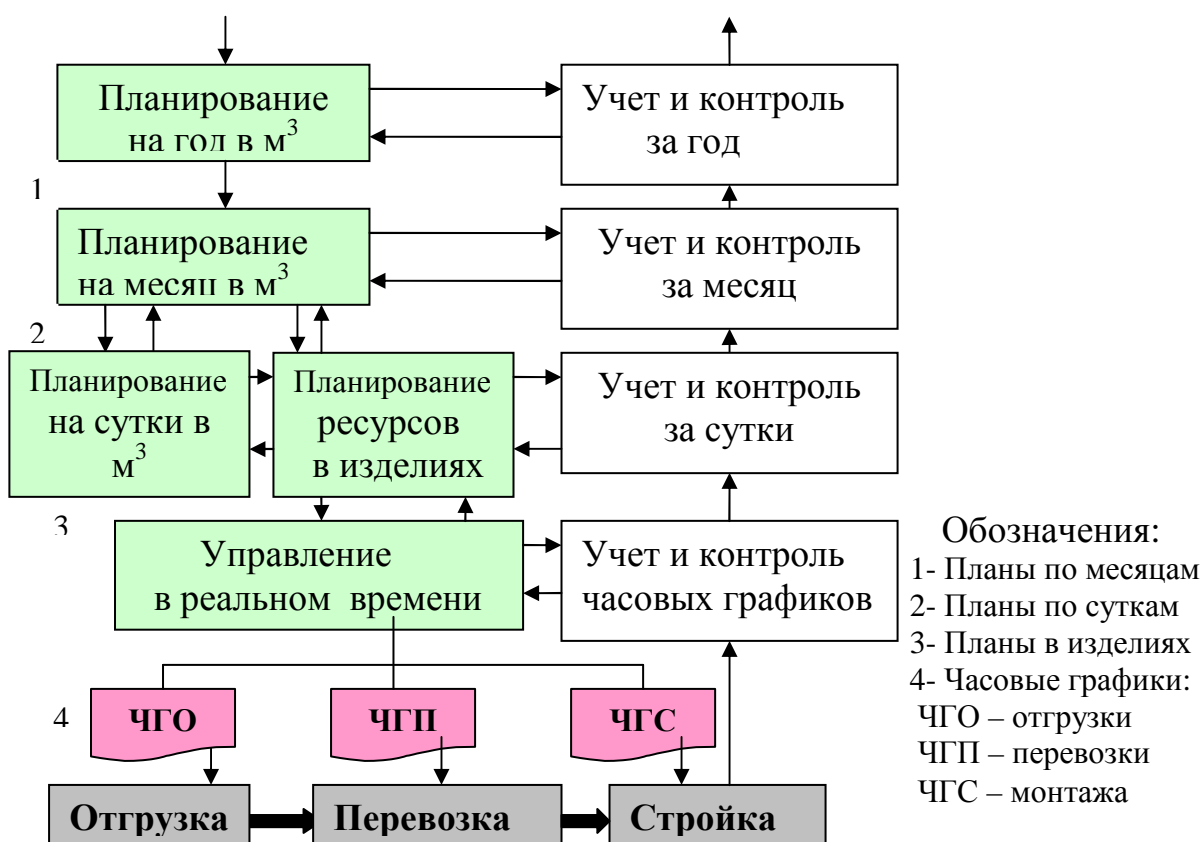 Планирование
на год в м³
Учет и контроль
за год
1
Планирование
на месяц в м³
Учет и контроль
за месяц
2
Планирование
на сутки в
м³
Планирование
ресурсов
в изделиях
Учет и контроль
за сутки
3
Управление
в реальном времени
Учет и контроль
часовых графиков
4
ЧГО
ЧГП
ЧГС
Отгрузка
Перевозка
Стройка
Обозначения:
1- Планы по месяцам
2- Планы по суткам
3- Планы в изделиях
4- Часовые графики:
ЧГО – отгрузки
ЧГП – перевозки
ЧГС – монтажа